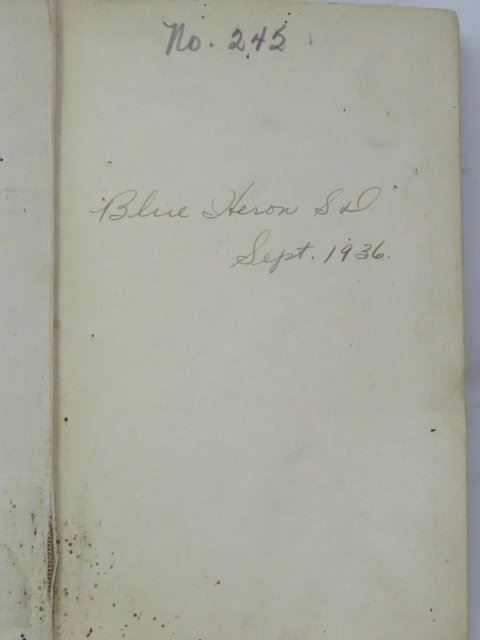 No. 245
Blue Heron S.D.
Sept. 1936.